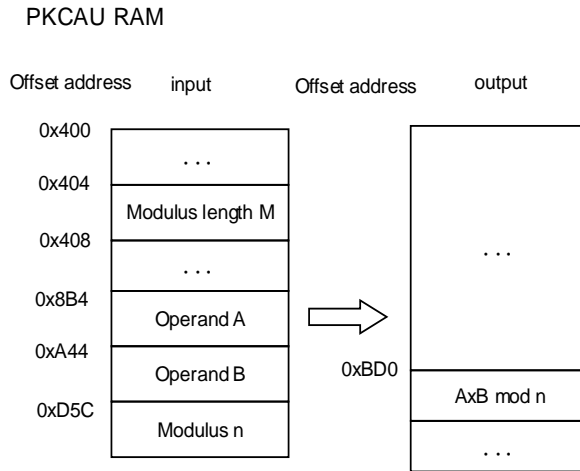 PKCAU RAM
Offset address input Offset address output
0x400
. . .
0x404
Modulus length M
0x408
. . .
. . .
0x8B4
Operand A
0xA44
0xBD0
Operand B
AxB mod n
0xD5C
Modulus n
. . .